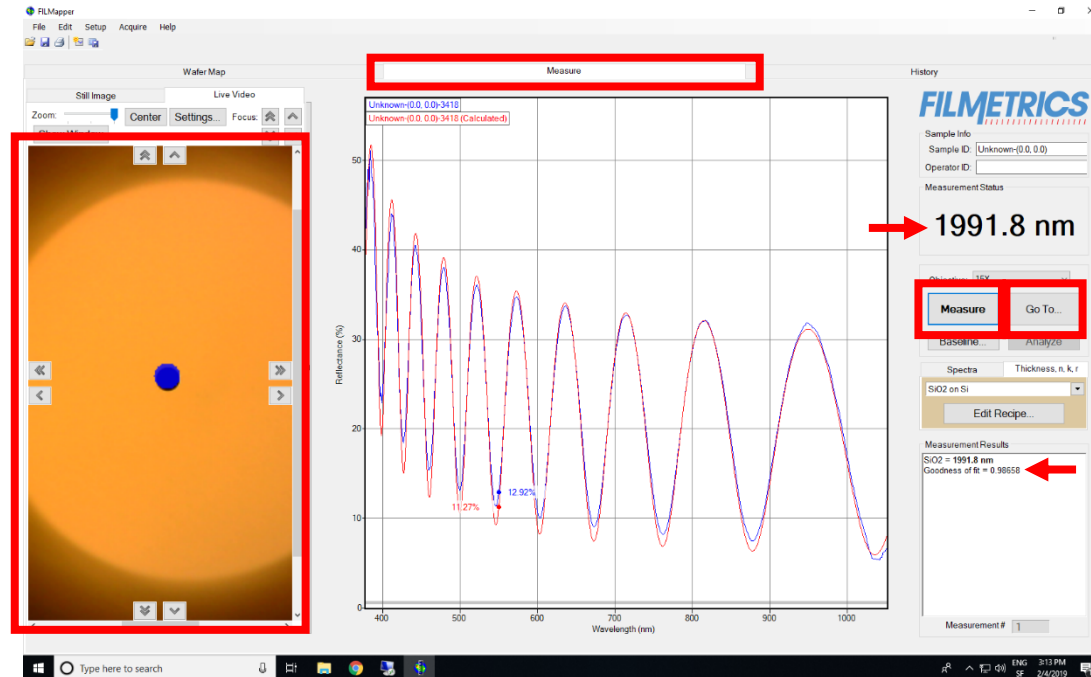 FILMapper
File Edit Setup Acquire Help
Wafer Map
Measure
History
Still Image
Live Video
Zoom:
Center
Settings...
Focus:
Unknown-(0.0, 0.0)-3418
Unknown-(0.0, 0.0)-3418 (Calculated)
50
40
30
20
10
0
Reflectance (%)
12.92%
11.27%
400 500 600 700 800 900 1000
Wavelength (nm)
FILMETRICS
Sample Info
Sample ID: Unknown-(0.0, 0.0)
Operator ID:
Measurement Status
1991.8 nm
Measure
Go To...
Baseline...
Analyze
Spectra
Thickness, n, k, r
SiO2 on Si
Edit Recipe...
Measurement Results
SiO2 = 1991.8 nm
Goodness of fit = 0.98658
Measurement # 1
Type here to search
ENG
SF
3:13 PM
2/4/2019